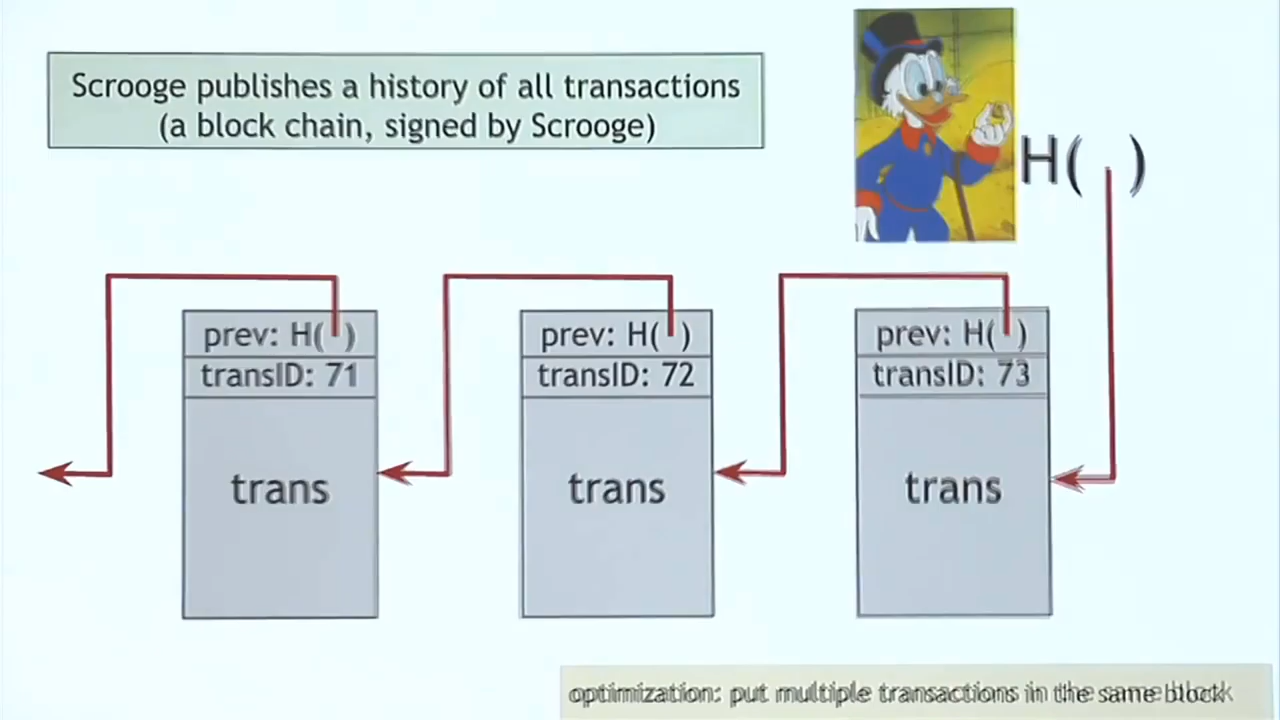 Scrooge publishes a history of all transactions
(a block chain, signed by Scrooge)
H( )
prev: H( )
transID: 71
trans
prev: H( )
transID: 72
trans
prev: H( )
transID: 73
trans
optimization: put multiple transactions in the same block